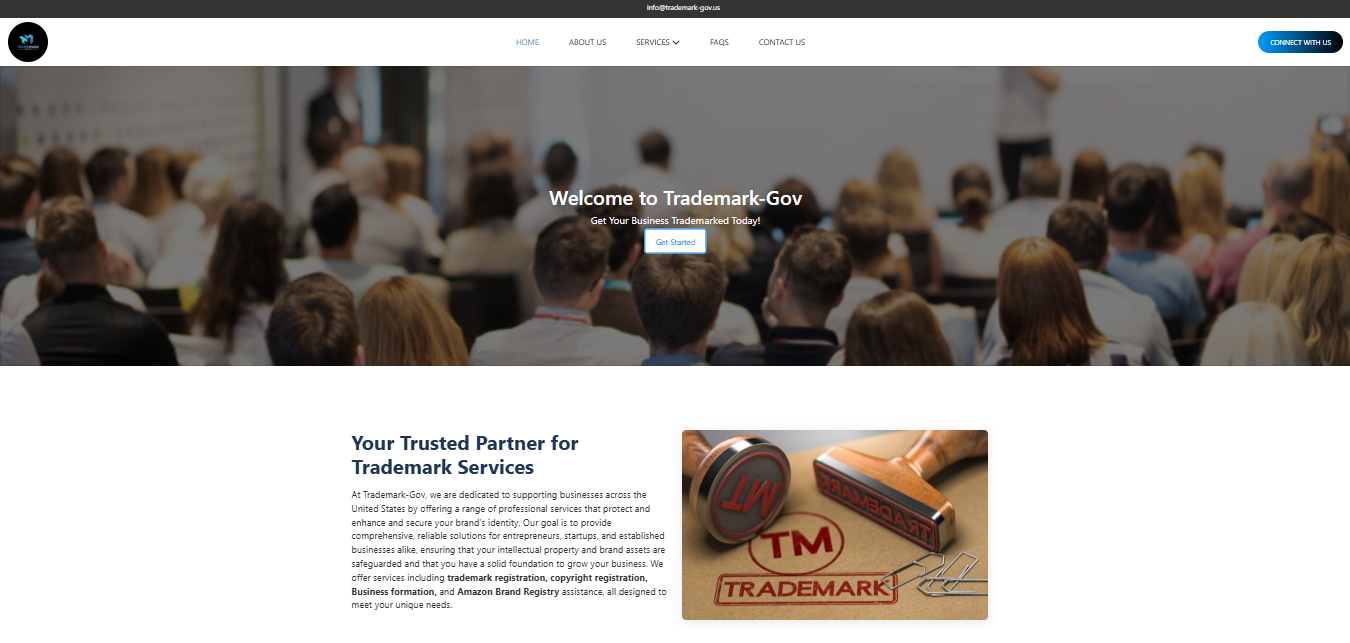 info@trademark-gov.us
HOME
ABOUT US
SERVICES
FAQS
CONTACT US
CONNECT WITH US
Welcome to Trademark-Gov
Get Your Business Trademarked Today!
Get Started
Your Trusted Partner for
Trademark Services
At Trademark-Gov, we are dedicated to supporting businesses across the
United States by offering a range of professional services that protect and
enhance and secure your brand's identity. Our goal is to provide
comprehensive, reliable solutions for entrepreneurs, startups, and established
businesses alike, ensuring that your intellectual property and brand assets are
safeguarded and that you have a solid foundation to grow your business. We
offer services including trademark registration, copyright registration,
Business formation, and Amazon Brand Registry assistance, all designed to
meet your unique needs.
TM
TRADEMARK
TM
TRADEMARK